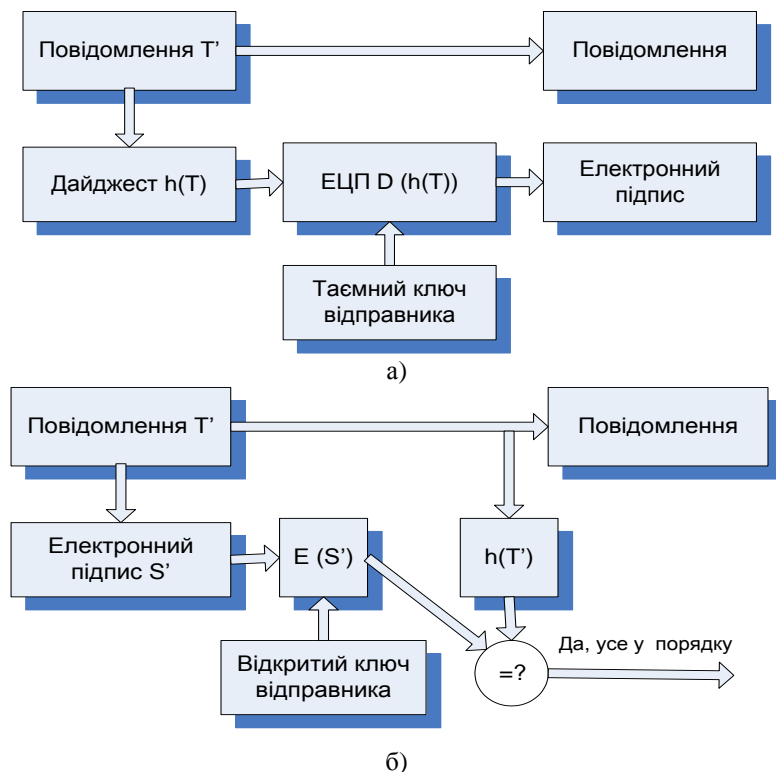 Повідомлення T’
Повідомлення
Дайджест h(T)
ЕЦП D (h(T))
Електронний
підпис
Таємний ключ
відправника
а)
Повідомлення T’
Повідомлення
Електронний
підпис S’
E (S’)
h(T’)
Відкритий ключ
відправника
=?
Да, усе у порядку
б)